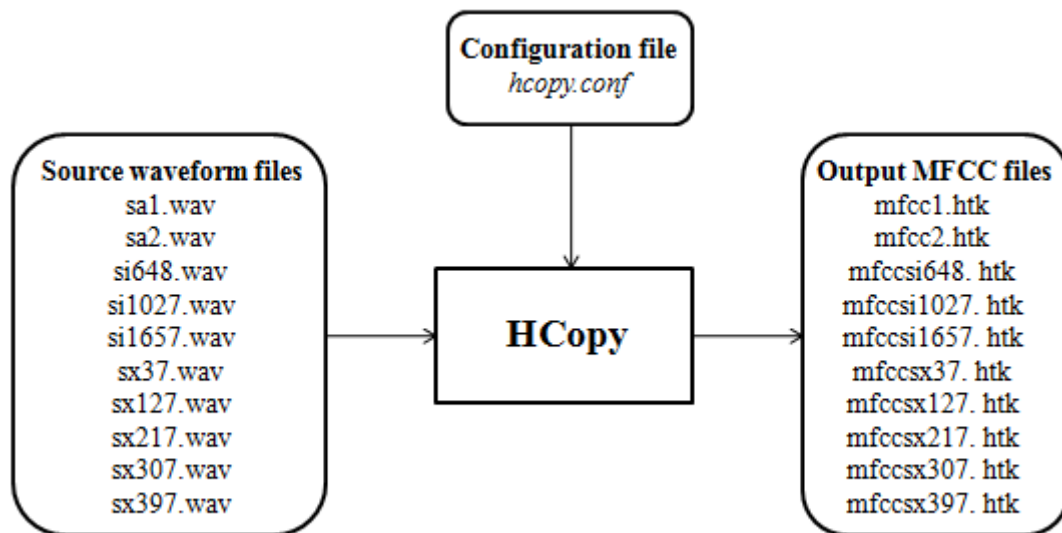 Configuration file
hcopy.conf
Source waveform files
sa1.wav
sa2.wav
si648.wav
si1027.wav
si1657.wav
sx37.wav
sx127.wav
sx217.wav
sx307.wav
sx397.wav
HCopy
Output MFCC files
mfcc1.htk
mfcc2.htk
mfccsi648. htk
mfccsi1027. htk
mfccsi1657. htk
mfccsx37. htk
mfccsx127. htk
mfccsx217. htk
mfccsx307. htk
mfccsx397. htk